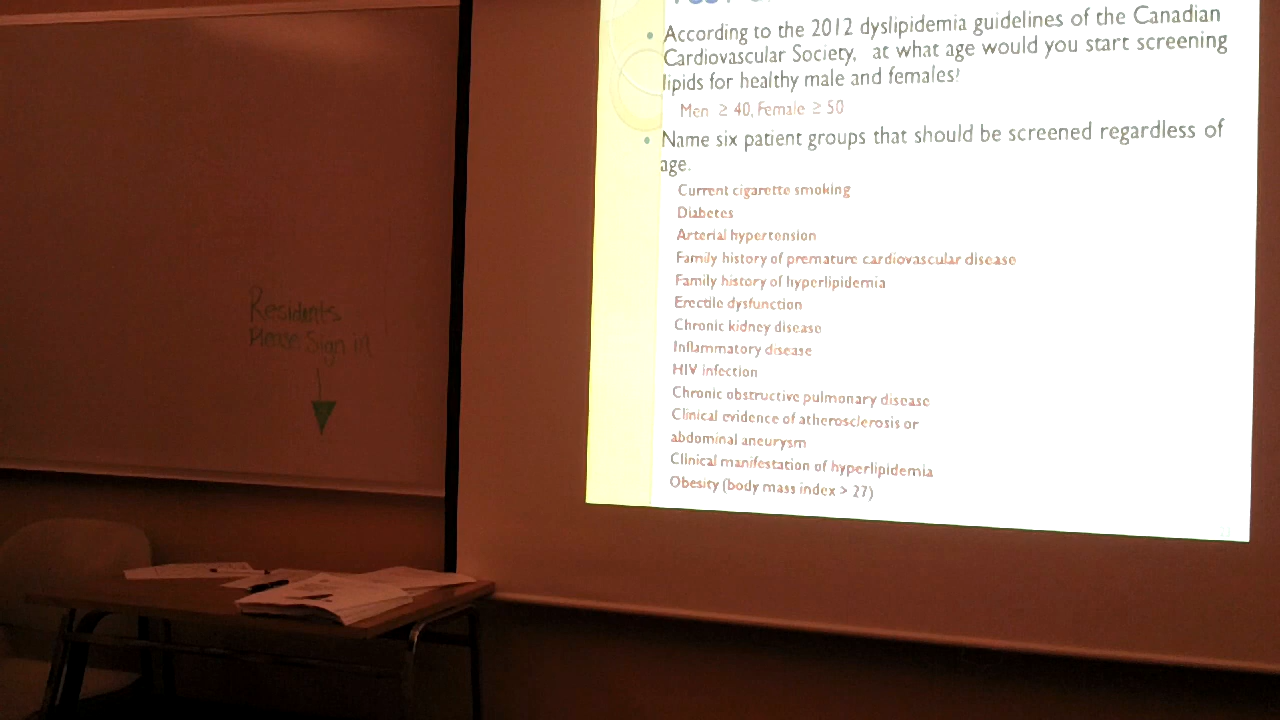 • According to the 2012 dyslipidemia guidelines of the Canadian
Cardiovascular Society, at what age would you start screening
lipids for healthy male and females?
Men ≥ 40, Female ≥ 50
• Name six patient groups that should be screened regardless of
age.
Current cigarette smoking
Diabetes
Arterial hypertension
Family history of premature cardiovascular disease
Family history of hyperlipidemia
Erectile dysfunction
Chronic kidney disease
Inflammatory disease
HIV infection
Chronic obstructive pulmonary disease
Clinical evidence of atherosclerosis or
abdominal aneurysm
Clinical manifestation of hyperlipidemia
Obesity (body mass index > 27)
Residents
Please Sign in